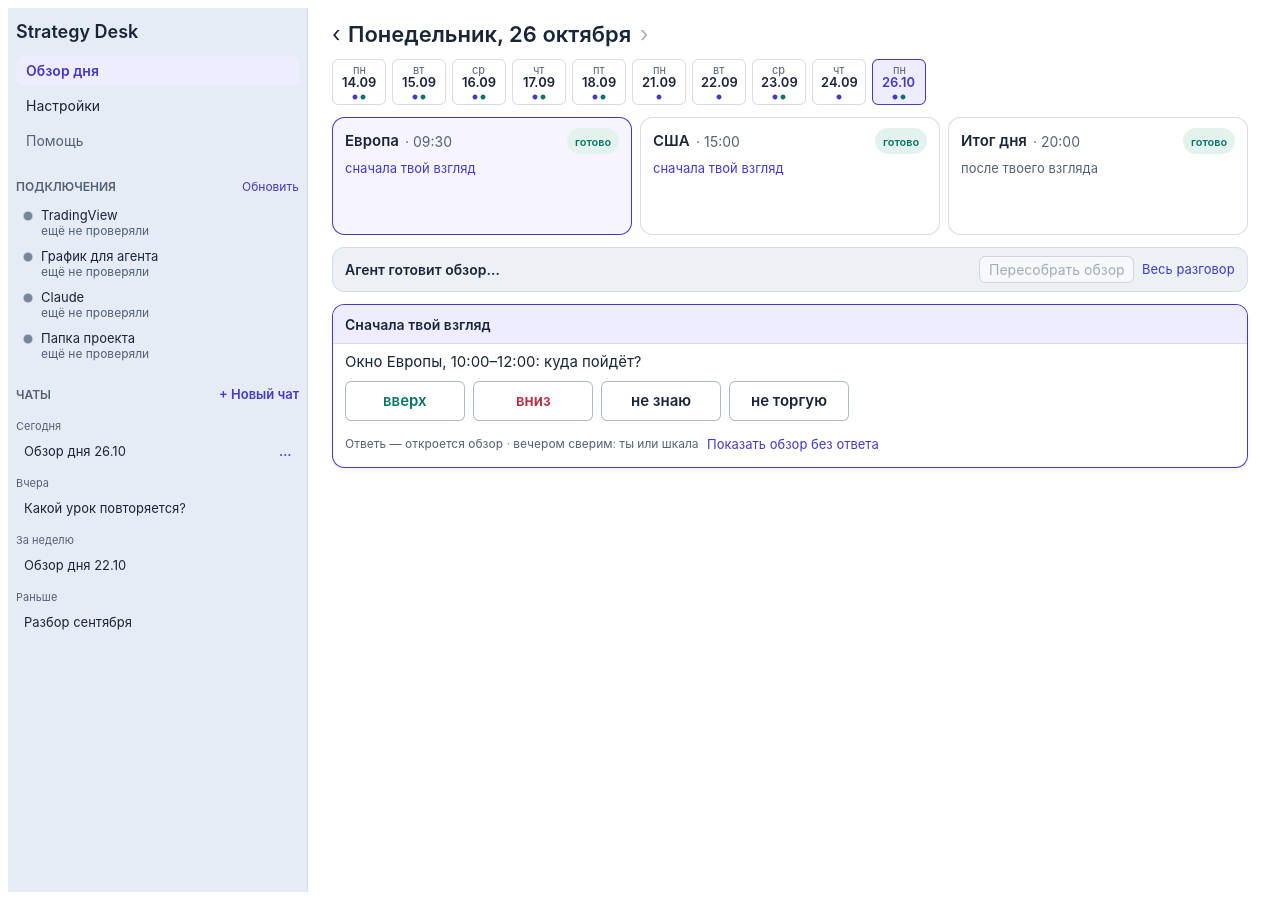 Strategy Desk
Обзор дня
Настройки
Помощь
ПОДКЛЮЧЕНИЯ Обновить
TradingView
ещё не проверяли
График для агента
ещё не проверяли
Claude
ещё не проверяли
Папка проекта
ещё не проверяли
ЧАТЫ + Новый чат
Сегодня
Обзор дня 26.10 ...
Вчера
Какой урок повторяется?
За неделю
Обзор дня 22.10
Раньше
Разбор сентября
‹ Понедельник, 26 октября ›
пн вт ср чт пт пн вт ср чт пн
14.09 15.09 16.09 17.09 18.09 21.09 22.09 23.09 24.09 26.10
Европа · 09:30 готово
сначала твой взгляд
США · 15:00 готово
сначала твой взгляд
Итог дня · 20:00 готово
после твоего взгляда
Агент готовит обзор… Пересобрать обзор Весь разговор
Сначала твой взгляд
Окно Европы, 10:00–12:00: куда пойдёт?
вверх вниз не знаю не торгую
Ответь — откроется обзор · вечером сверим: ты или шкала Показать обзор без ответа